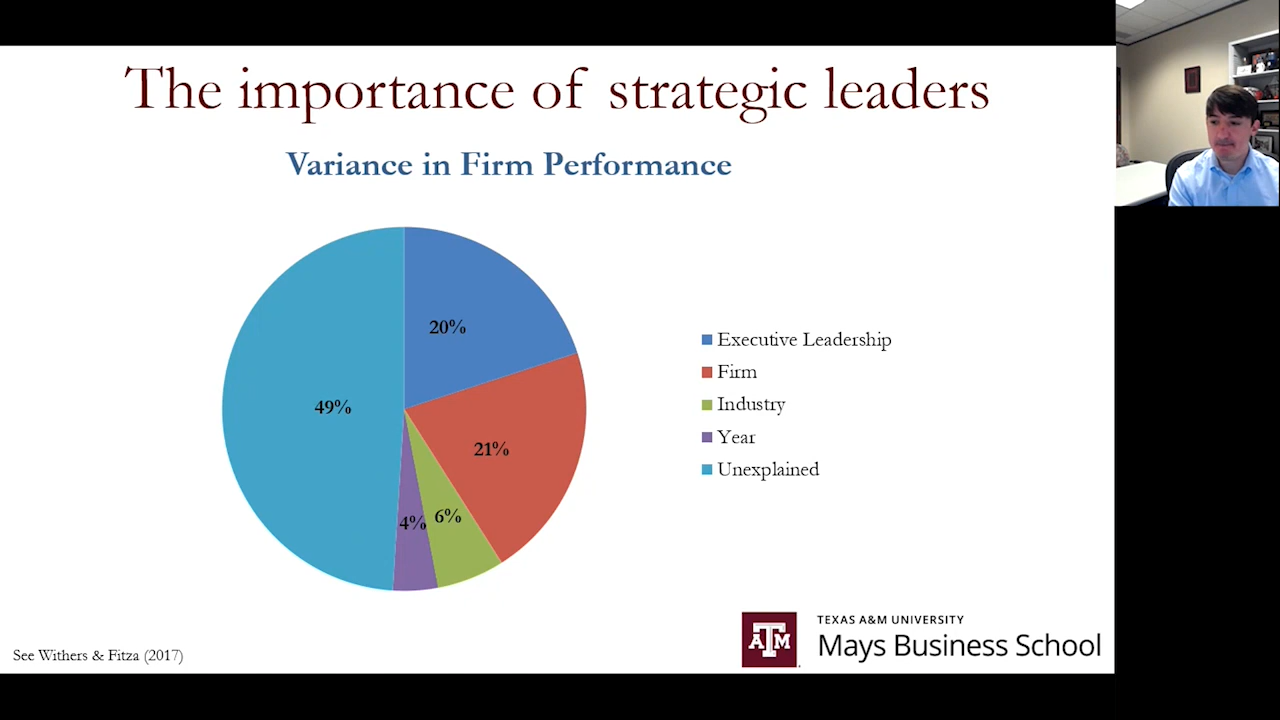 The importance of strategic leaders
Variance in Firm Performance
20%
49%
21%
4%
6%
Executive Leadership
Firm
Industry
Year
Unexplained
See Withers & Fitza (2017)
ATM
TEXAS A&M UNIVERSITY
Mays Business School